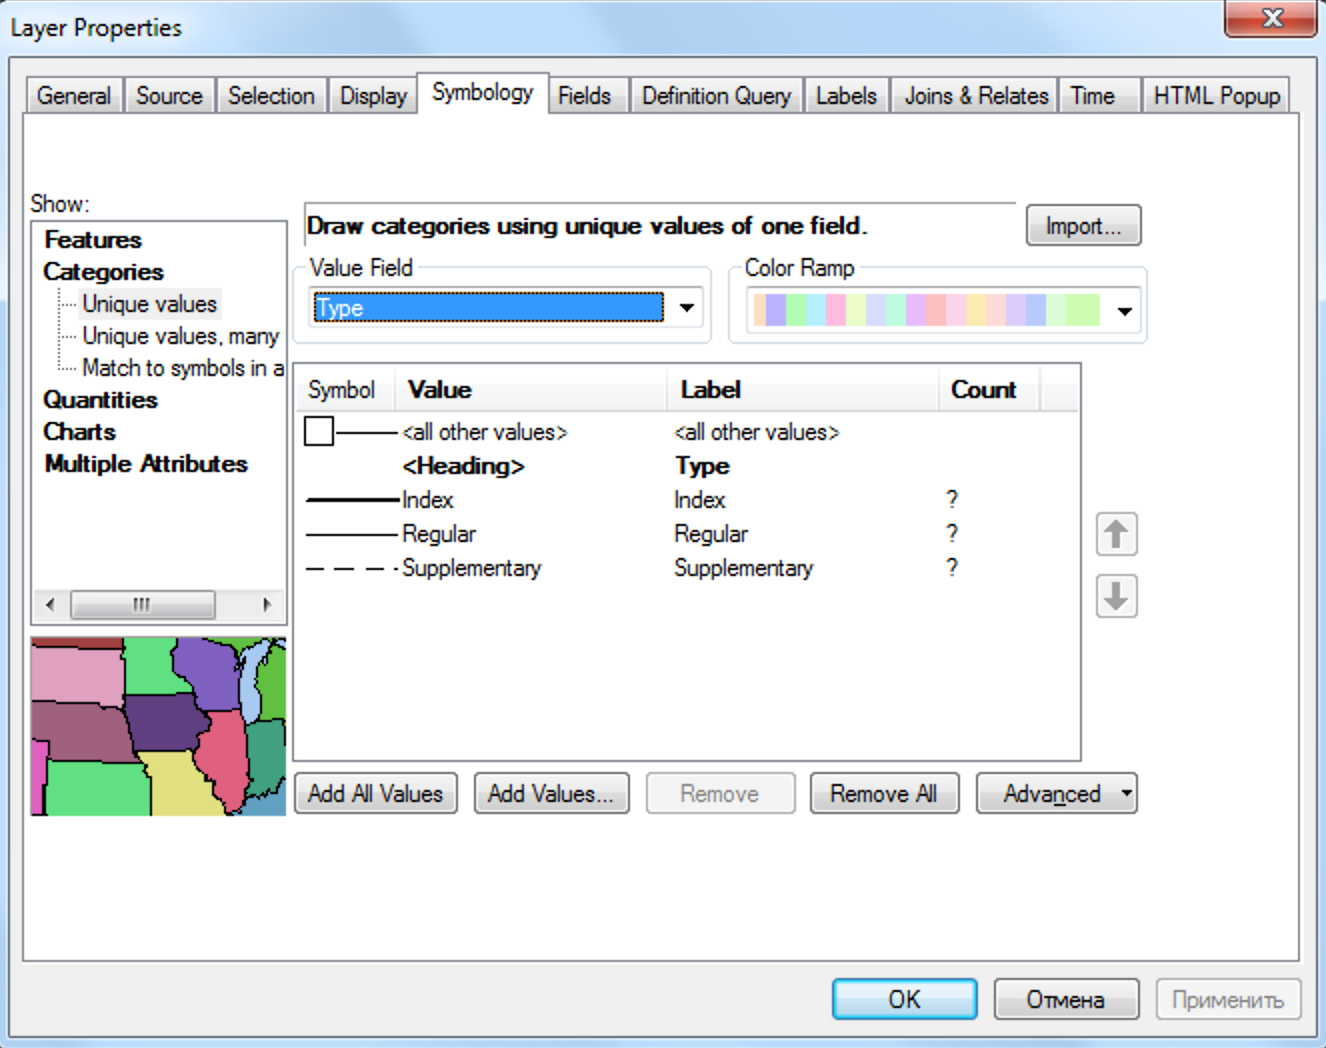 Layer Properties
General Source Selection Display Symbology Fields Definition Query Labels Joins & Relates Time HTML Popup
Show:
Features
Categories
Unique values
Unique values, many
Match to symbols in a
Quantities
Charts
Multiple Attributes
Draw categories using unique values of one field.
Import...
Value Field
Type
Color Ramp
Symbol Value Label Count
<all other values> <all other values>
<Heading> Type
Index Index ?
Regular Regular ?
Supplementary Supplementary ?
Add All Values Add Values... Remove Remove All Advanced
OK Отмена Применить